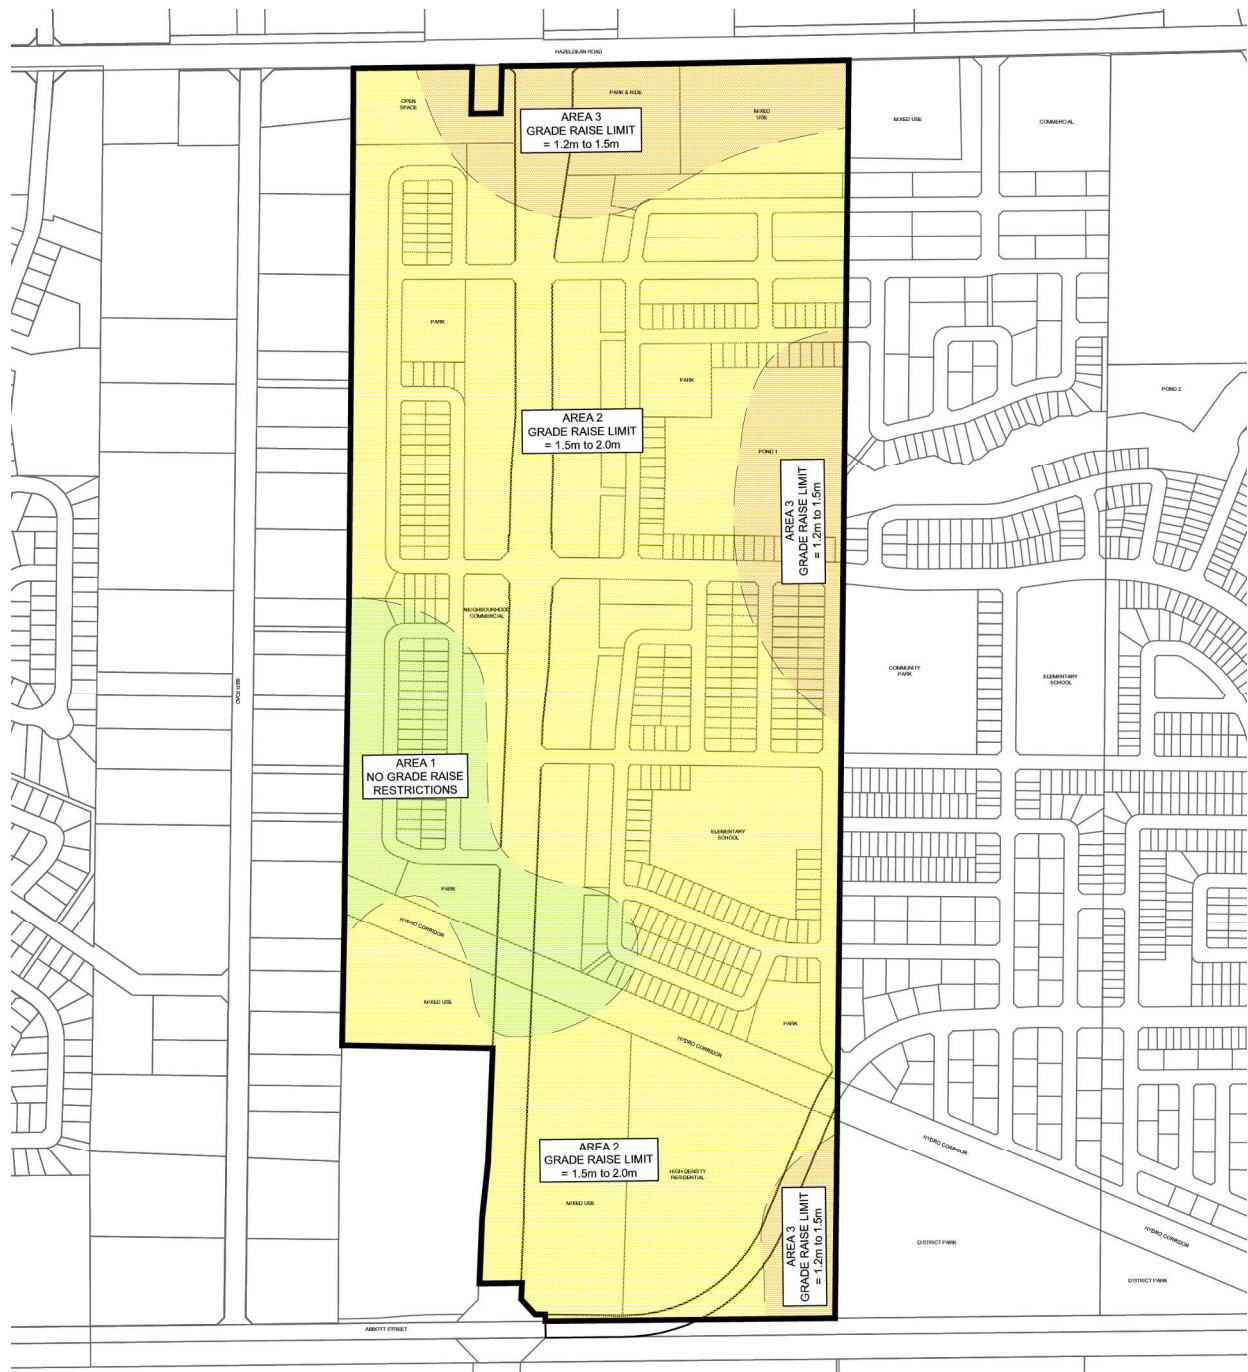 HAZELDEAN ROAD
OPEN
SPACE
PARK & RIDE
MIXED
USE
MIXED USE
COMMERCIAL
AREA 3
GRADE RAISE LIMIT
= 1.2m to 1.5m
PARK
PARK
POND 2
AREA 2
GRADE RAISE LIMIT
= 1.5m to 2.0m
POND 1
AREA 3
GRADE RAISE LIMIT
= 1.2m to 1.5m
NEIGHBOURHOOD
COMMERCIAL
COMMUNITY
PARK
ELEMENTARY
SCHOOL
IBER ROAD
AREA 1
NO GRADE RAISE
RESTRICTIONS
ELEMENTARY
SCHOOL
PARK
HYDRO CORRIDOR
MIXED USE
PARK
HYDRO CORRIDOR
HYDRO CORRIDOR
AREA 2
GRADE RAISE LIMIT
= 1.5m to 2.0m
HIGH DENSITY
RESIDENTIAL
MIXED USE
AREA 3
GRADE RAISE LIMIT
= 1.2m to 1.5m
DISTRICT PARK
HYDRO CORRIDOR
DISTRICT PARK
ABBOTT STREET